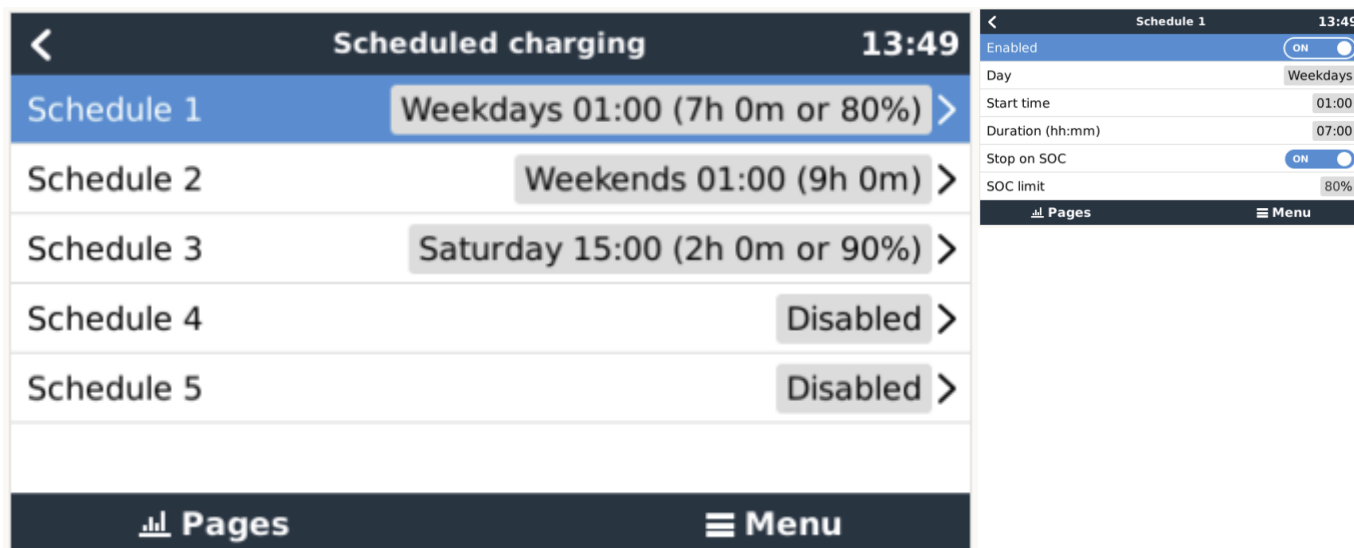 Scheduled charging 13:49
Schedule 1 Weekdays 01:00 (7h 0m or 80%)
Schedule 2 Weekends 01:00 (9h 0m)
Schedule 3 Saturday 15:00 (2h 0m or 90%)
Schedule 4 Disabled
Schedule 5 Disabled
Pages Menu
Schedule 1 13:49
Enabled ON
Day Weekdays
Start time 01:00
Duration (hh:mm) 07:00
Stop on SOC ON
SOC limit 80%
Pages Menu